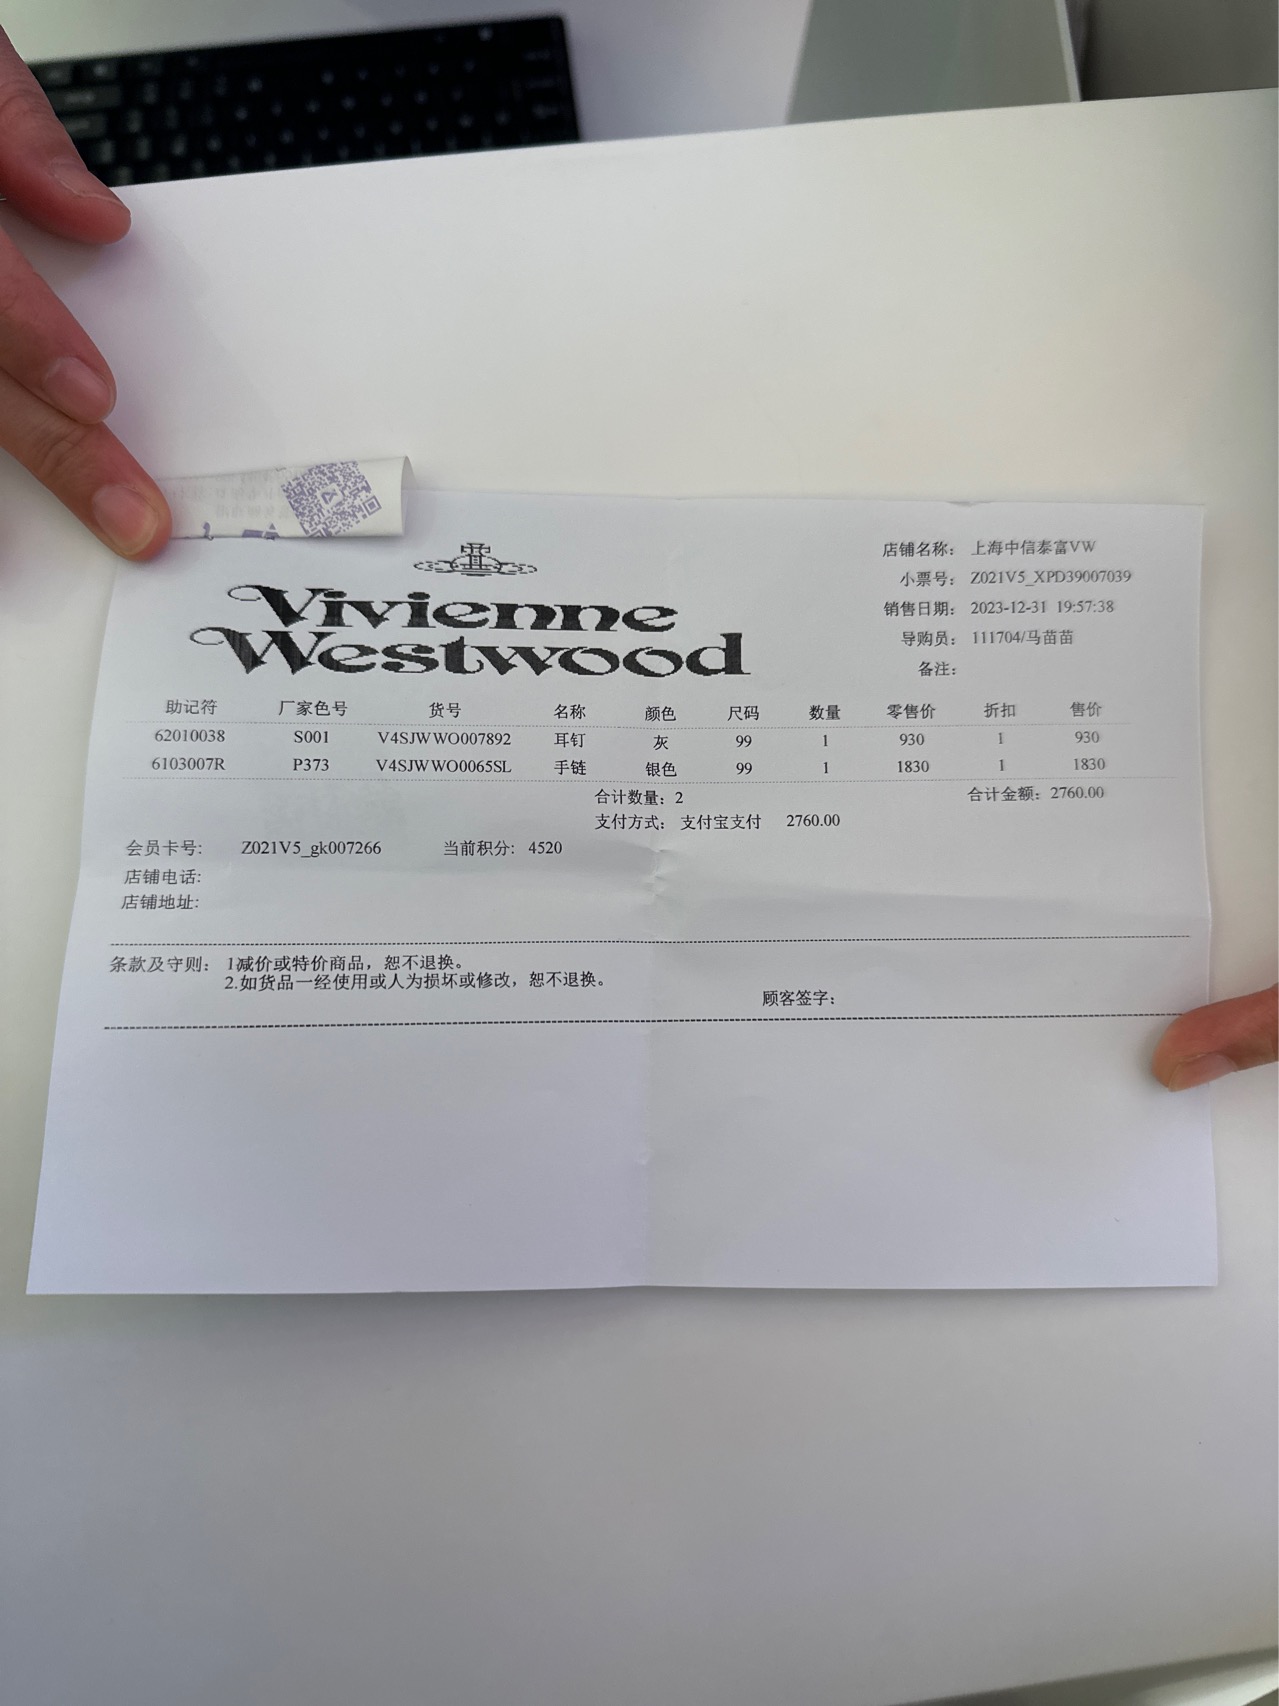 Vivienne
Westwood
店铺名称： 上海中信泰富VW
小票号： Z021V5_XPD39007039
销售日期： 2023-12-31 19:57:38
导购员： 111704/马苗苗
备注：
助记符 厂家色号 货号 名称 颜色 尺码 数量 零售价 折扣 售价
62010038 S001 V4SJWWO007892 耳钉 灰 99 1 930 1 930
6103007R P373 V4SJWWO0065SL 手链 银色 99 1 1830 1 1830
合计数量：2 合计金额：2760.00
支付方式： 支付宝支付 2760.00
会员卡号: Z021V5_gk007266 当前积分: 4520
店铺电话:
店铺地址:
条款及守则： 1减价或特价商品，恕不退换。
2.如货品一经使用或人为损坏或修改，恕不退换。
顾客签字：